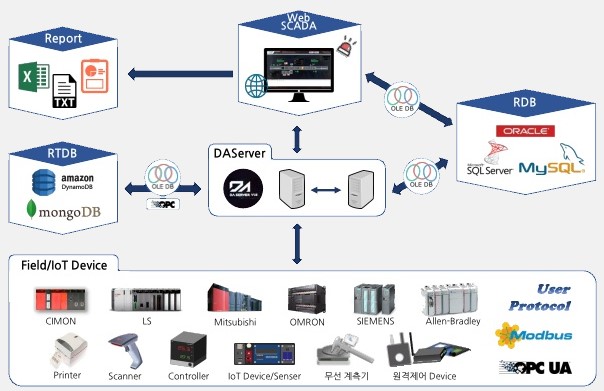 Report
TXT
Web
SCADA
OLE DB
RDB
ORACLE
Microsoft
SQL Server
MySQL
RTDB
amazon
DynamoDB
mongoDB
OLE DB
OPC
DAServer
DA
OLE DB
Field/IoT Device
CIMON
LS
Mitsubishi
OMRON
SIEMENS
Allen-Bradley
User
Protocol
Modbus
Printer
Scanner
Controller
IoT Device/Senser
무선 계측기
원격제어 Device
OPC UA